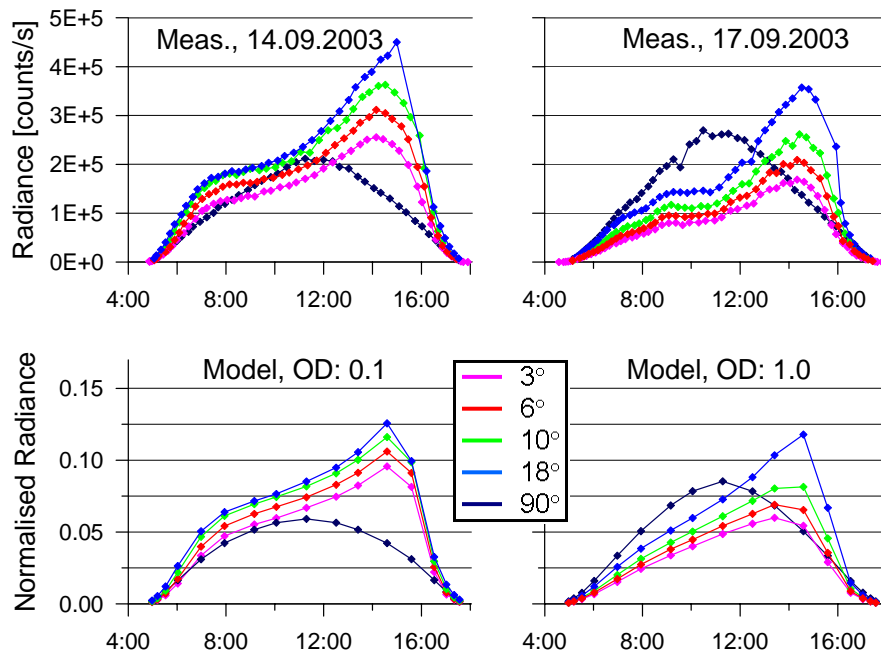 Meas., 14.09.2003
Radiance [counts/s]
5E+5
4E+5
3E+5
2E+5
1E+5
0E+0
4:00 8:00 12:00 16:00
Meas., 17.09.2003
4:00 8:00 12:00 16:00
Model, OD: 0.1
Normalised Radiance
0.15
0.10
0.05
0.00
4:00 8:00 12:00 16:00
3°
6°
10°
18°
90°
Model, OD: 1.0
4:00 8:00 12:00 16:00